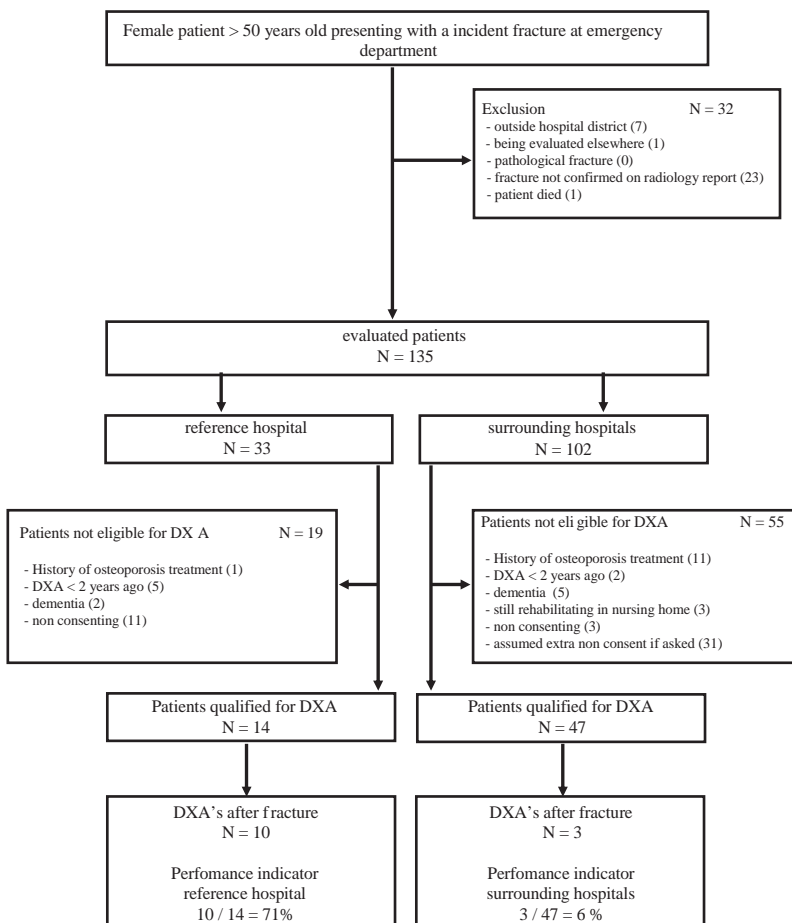 Female patient > 50 years old presenting with a incident fracture at emergency
department
Exclusion N = 32
- outside hospital district (7)
- being evaluated elsewhere (1)
- pathological fracture (0)
- fracture not confirmed on radiology report (23)
- patient died (1)
evaluated patients
N = 135
reference hospital
N = 33
surrounding hospitals
N = 102
Patients not eligible for DX A N = 19
- History of osteoporosis treatment (1)
- DXA < 2 years ago (5)
- dementia (2)
- non consenting (11)
Patients not eli gible for DXA N = 55
- History of osteoporosis treatment (11)
- DXA < 2 years ago (2)
- dementia (5)
- still rehabilitating in nursing home (3)
- non consenting (3)
- assumed extra non consent if asked (31)
Patients qualified for DXA
N = 14
Patients qualified for DXA
N = 47
DXA's after fracture
N = 10
Perfomance indicator
reference hospital
10 / 14 = 71%
DXA's after fracture
N = 3
Perfomance indicator
surrounding hospitals
3 / 47 = 6 %